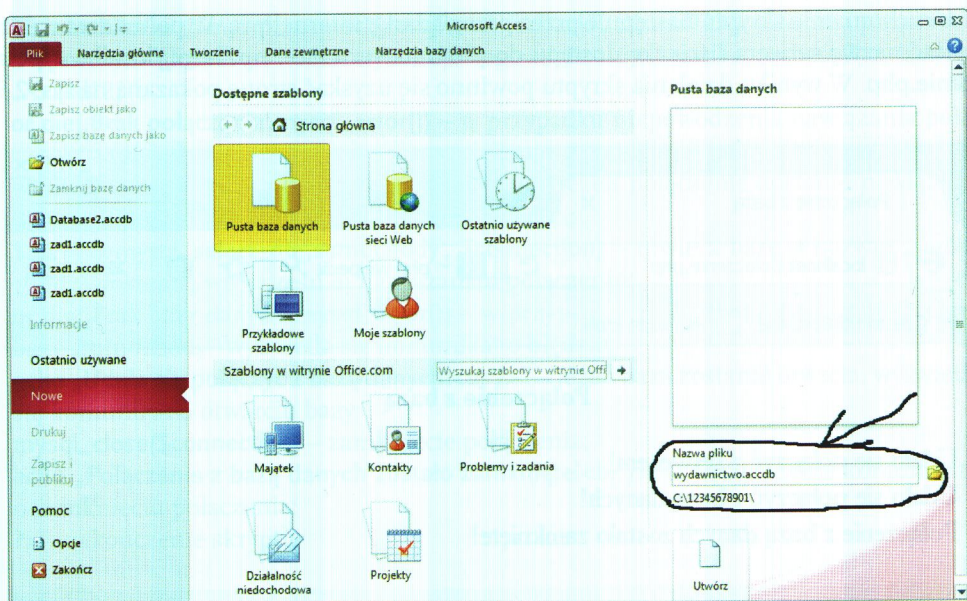 Microsoft Access
Plik Narzędzia główne Tworzenie Dane zewnętrzne Narzędzia bazy danych
Zapisz
Zapisz obiekt jako
Zapisz bazę danych jako
Otwórz
Zamknij bazę danych
Database2.accdb
zad1.accdb
zad1.accdb
zad1.accdb
Informacje
Ostatnio używane
Nowe
Drukuj
Zapisz i
publikuj
Pomoc
Opcje
Zakończ
Dostępne szablony
Strona główna
Pusta baza danych
Pusta baza danych
sieci Web
Ostatnio używane
szablony
Przykładowe
szablony
Moje szablony
Szablony w witrynie Office.com
Wyszukaj szablony w witrynie Offi
Majątek
Kontakty
Problemy i zadania
Działalność
niedochodowa
Projekty
Pusta baza danych
Nazwa pliku
wydawnictwo.accdb
C:\12345678901\
Utwórz